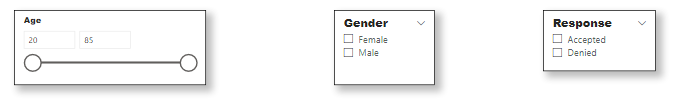 Age
20 85
Gender
Female
Male
Response
Accepted
Denied